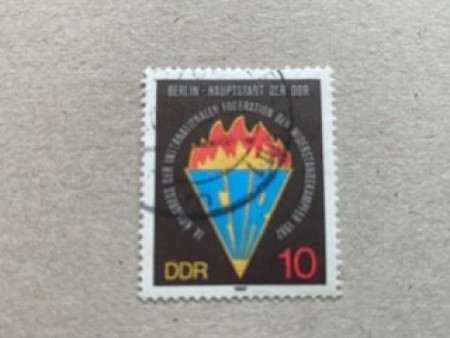 BERLIN · HAUPTSTADT DER DDR
IX. KONGRESS DER INTERNATIONALEN FÖDERATION DER WIDERSTANDSKÄMPFER 1982
FIR
DDR
10